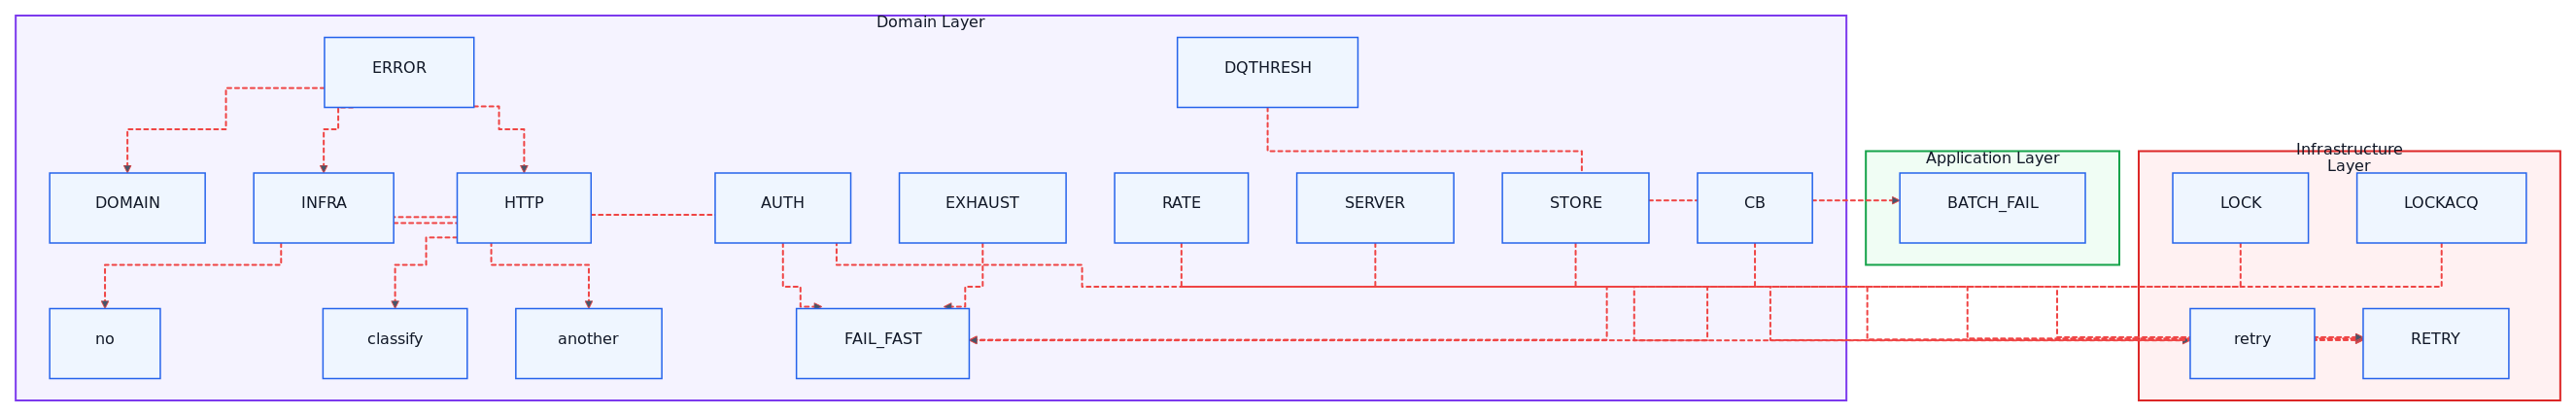 Domain Layer
ERROR
DQTHRESH
Application Layer
Infrastructure
Layer
DOMAIN
INFRA
HTTP
AUTH
EXHAUST
RATE
SERVER
STORE
CB
BATCH_FAIL
LOCK
LOCKACQ
no
classify
another
FAIL_FAST
retry
RETRY